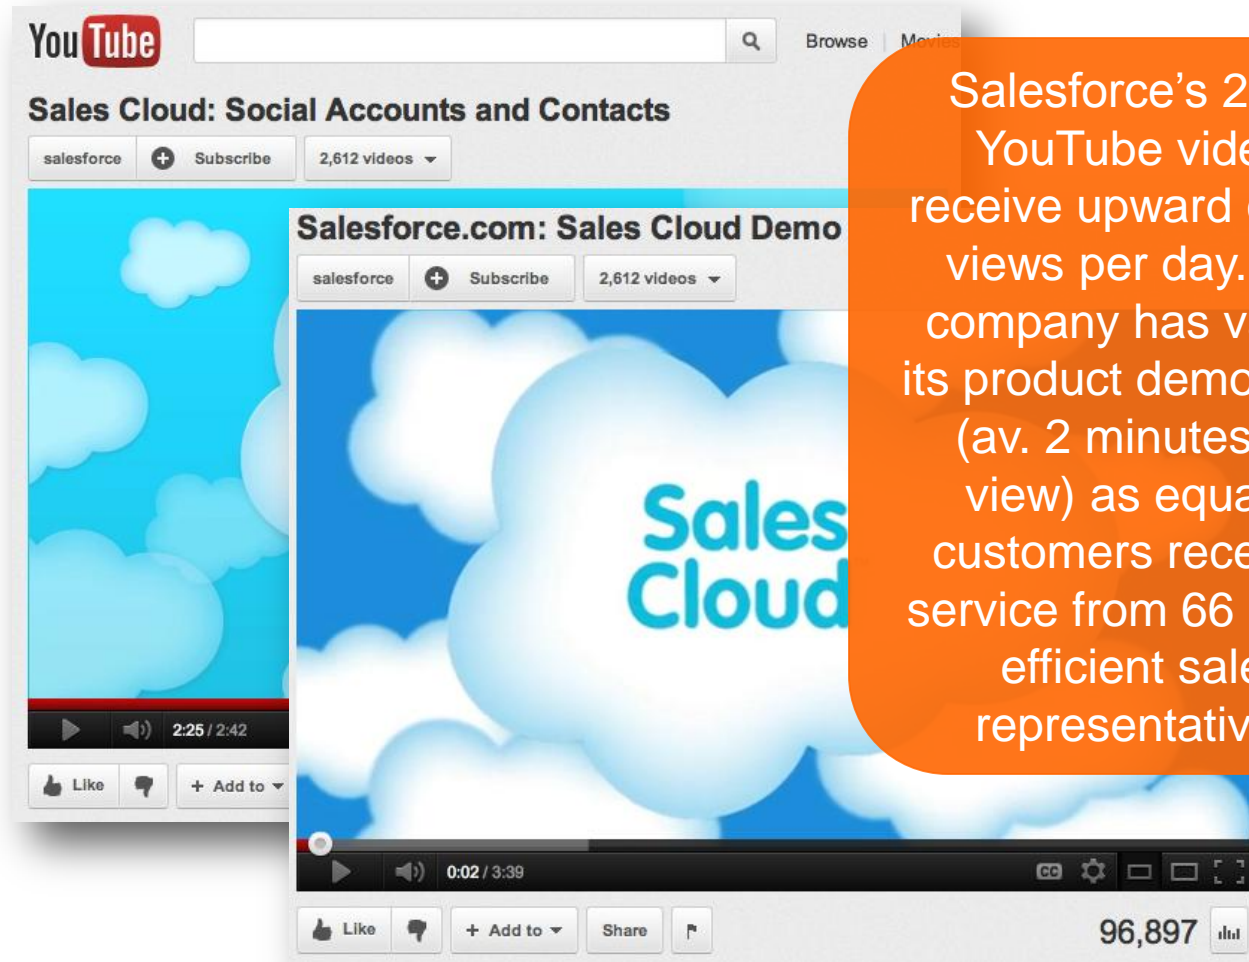 YouTube
Browse | Movies
Sales Cloud: Social Accounts and Contacts
salesforce Subscribe 2,612 videos
2:25 / 2:42
Like + Add to
Salesforce.com: Sales Cloud Demo
salesforce Subscribe 2,612 videos
Sales
Cloud
0:02 / 3:39
CC
Like + Add to Share
96,897
Salesforce's 2
YouTube vide
receive upward
views per day.
company has v
its product demo
(av. 2 minutes
view) as equa
customers rece
service from 66
efficient sale
representativ